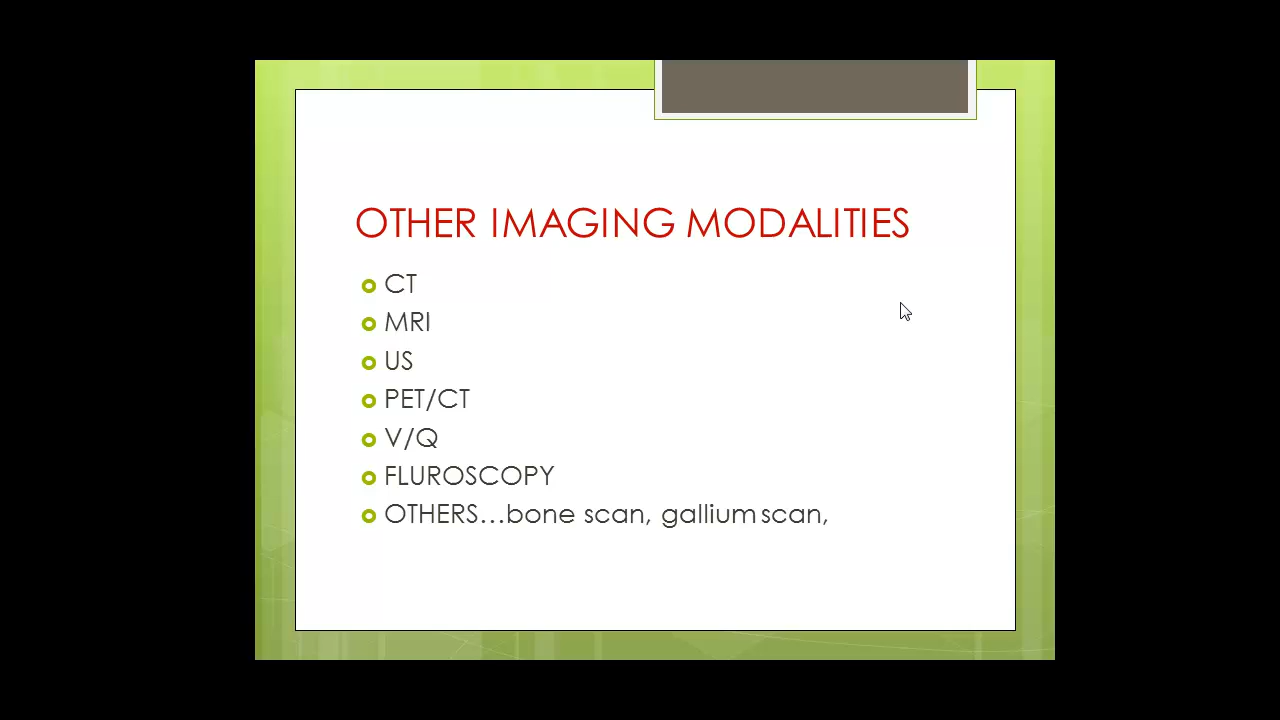 OTHER IMAGING MODALITIES
CT
MRI
US
PET/CT
V/Q
FLUROSCOPY
OTHERS...bone scan, gallium scan,